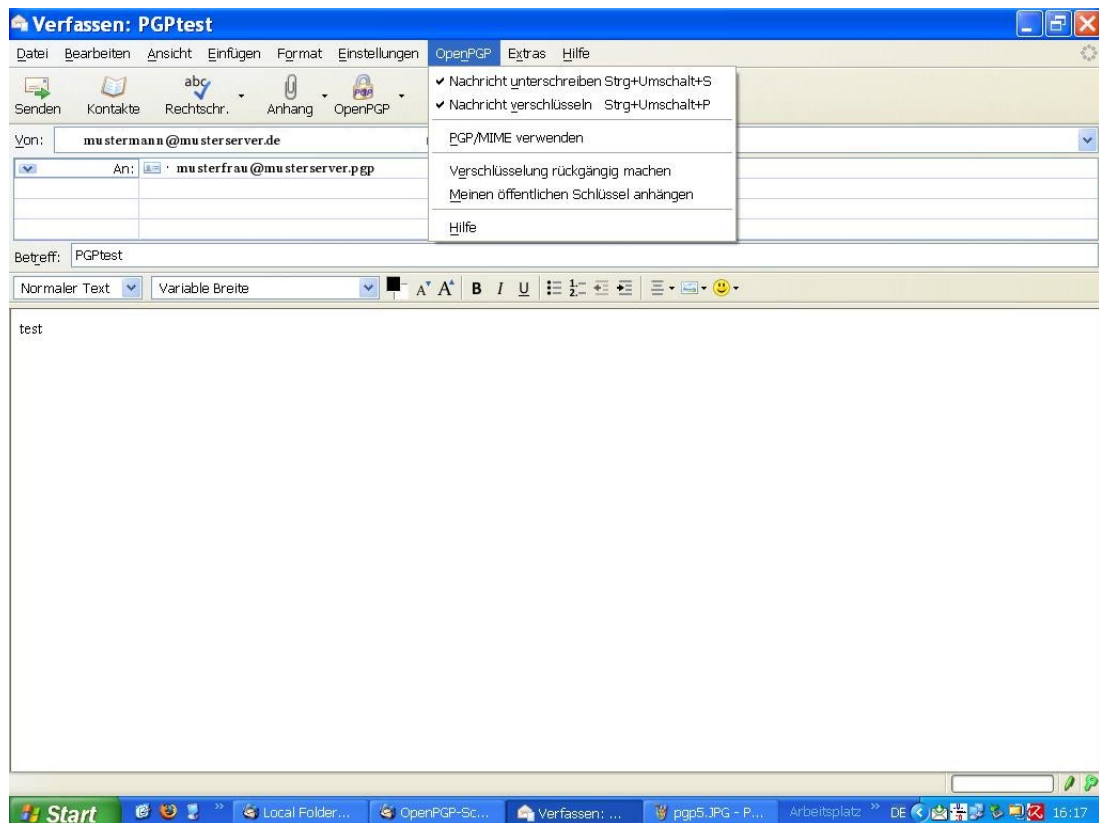 Verfassen: PGPtest
Datei Bearbeiten Ansicht Einfügen Format Einstellungen OpenPGP Extras Hilfe
abc
Senden Kontakte Rechtschr. Anhang OpenPGP
Nachricht unterschreiben Strg+Umschalt+S
Nachricht verschlüsseln Strg+Umschalt+P
PGP/MIME verwenden
Verschlüsselung rückgängig machen
Meinen öffentlichen Schlüssel anhängen
Hilfe
Von: mustermann@musterserver.de
An: musterfrau@musterserver.pgp
Betreff: PGPtest
Normaler Text Variable Breite A A B I U
test
Start Local Folder... OpenPGP-Sc... Verfassen: ... pgp5.JPG - P... Arbeitsplatz DE 16:17